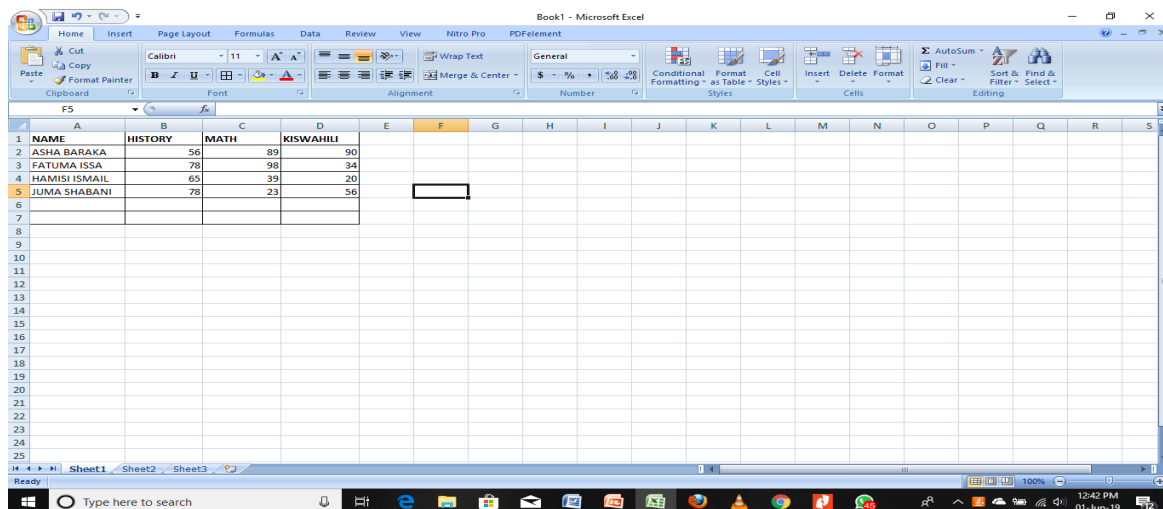 Book1 - Microsoft Excel
Home Insert Page Layout Formulas Data Review View Nitro Pro PDFelement
Cut
Copy
Format Painter
Paste
Clipboard
Calibri 11
B I U
Font
Wrap Text
Merge & Center
Alignment
General
$ % ,
Number
Conditional Formatting
Format as Table
Cell Styles
Styles
Insert Delete Format
Cells
Σ AutoSum
Fill
Clear
Sort & Filter
Find & Select
Editing
F5 fx
A B C D E F G H I J K L M N O P Q R S
1 NAME HISTORY MATH KISWAHILI
2 ASHA BARAKA 56 89 90
3 FATUMA ISSA 78 98 34
4 HAMISI ISMAIL 65 39 20
5 JUMA SHABANI 78 23 56
6
7
8
9
10
11
12
13
14
15
16
17
18
19
20
21
22
23
24
25
Sheet1 Sheet2 Sheet3
Ready 100%
Type here to search
45
12:42 PM
01-Jun-19
12